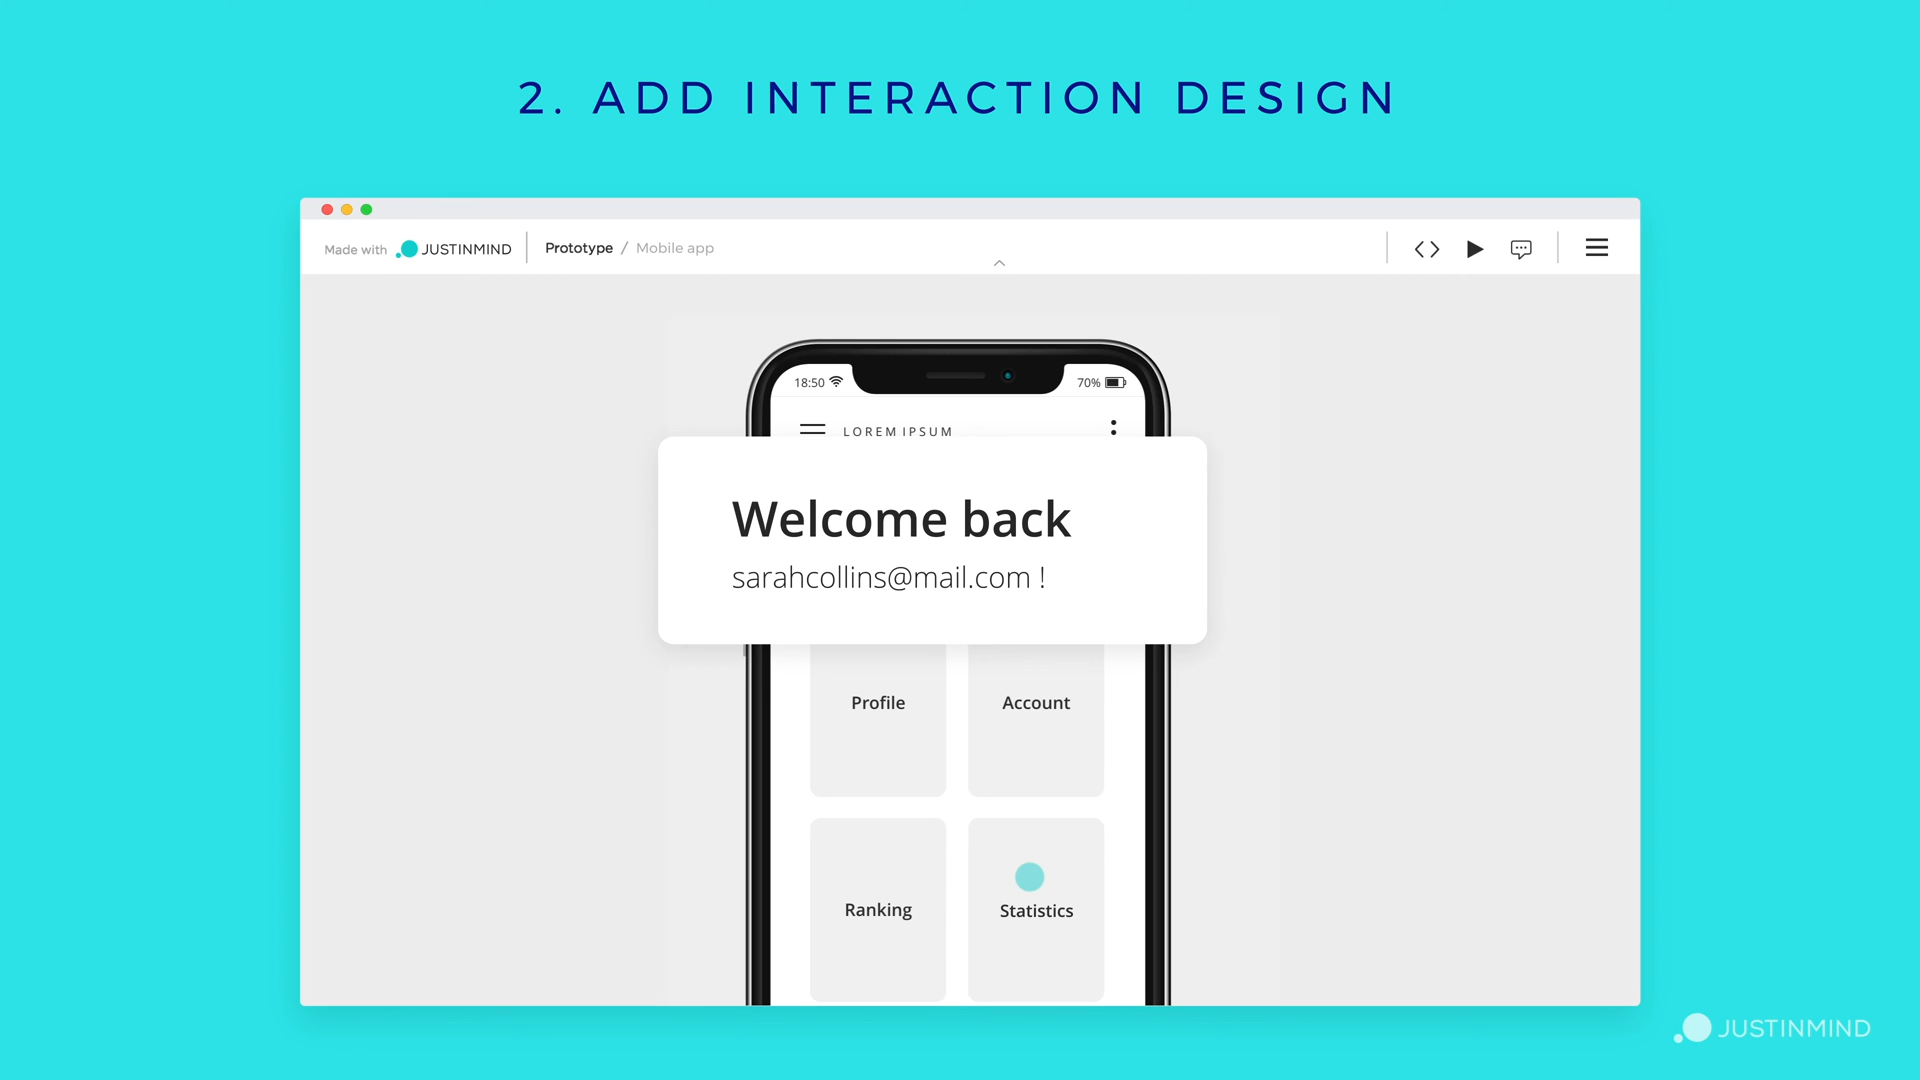 2. ADD INTERACTION DESIGN
Made with JUSTINMIND Prototype / Mobile app
18:50 70%
LOREM IPSUM
Welcome back
sarahcollins@mail.com !
Profile Account
Ranking Statistics
JUSTINMIND